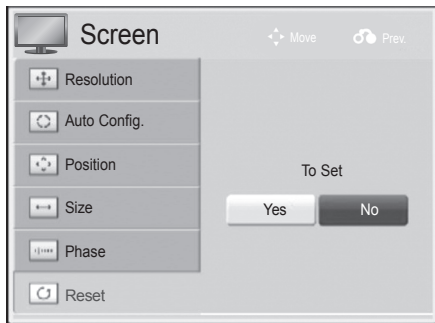 Screen
Move
Prev.
Resolution
Auto Config.
Position
Size
Phase
Reset
To Set
Yes
No